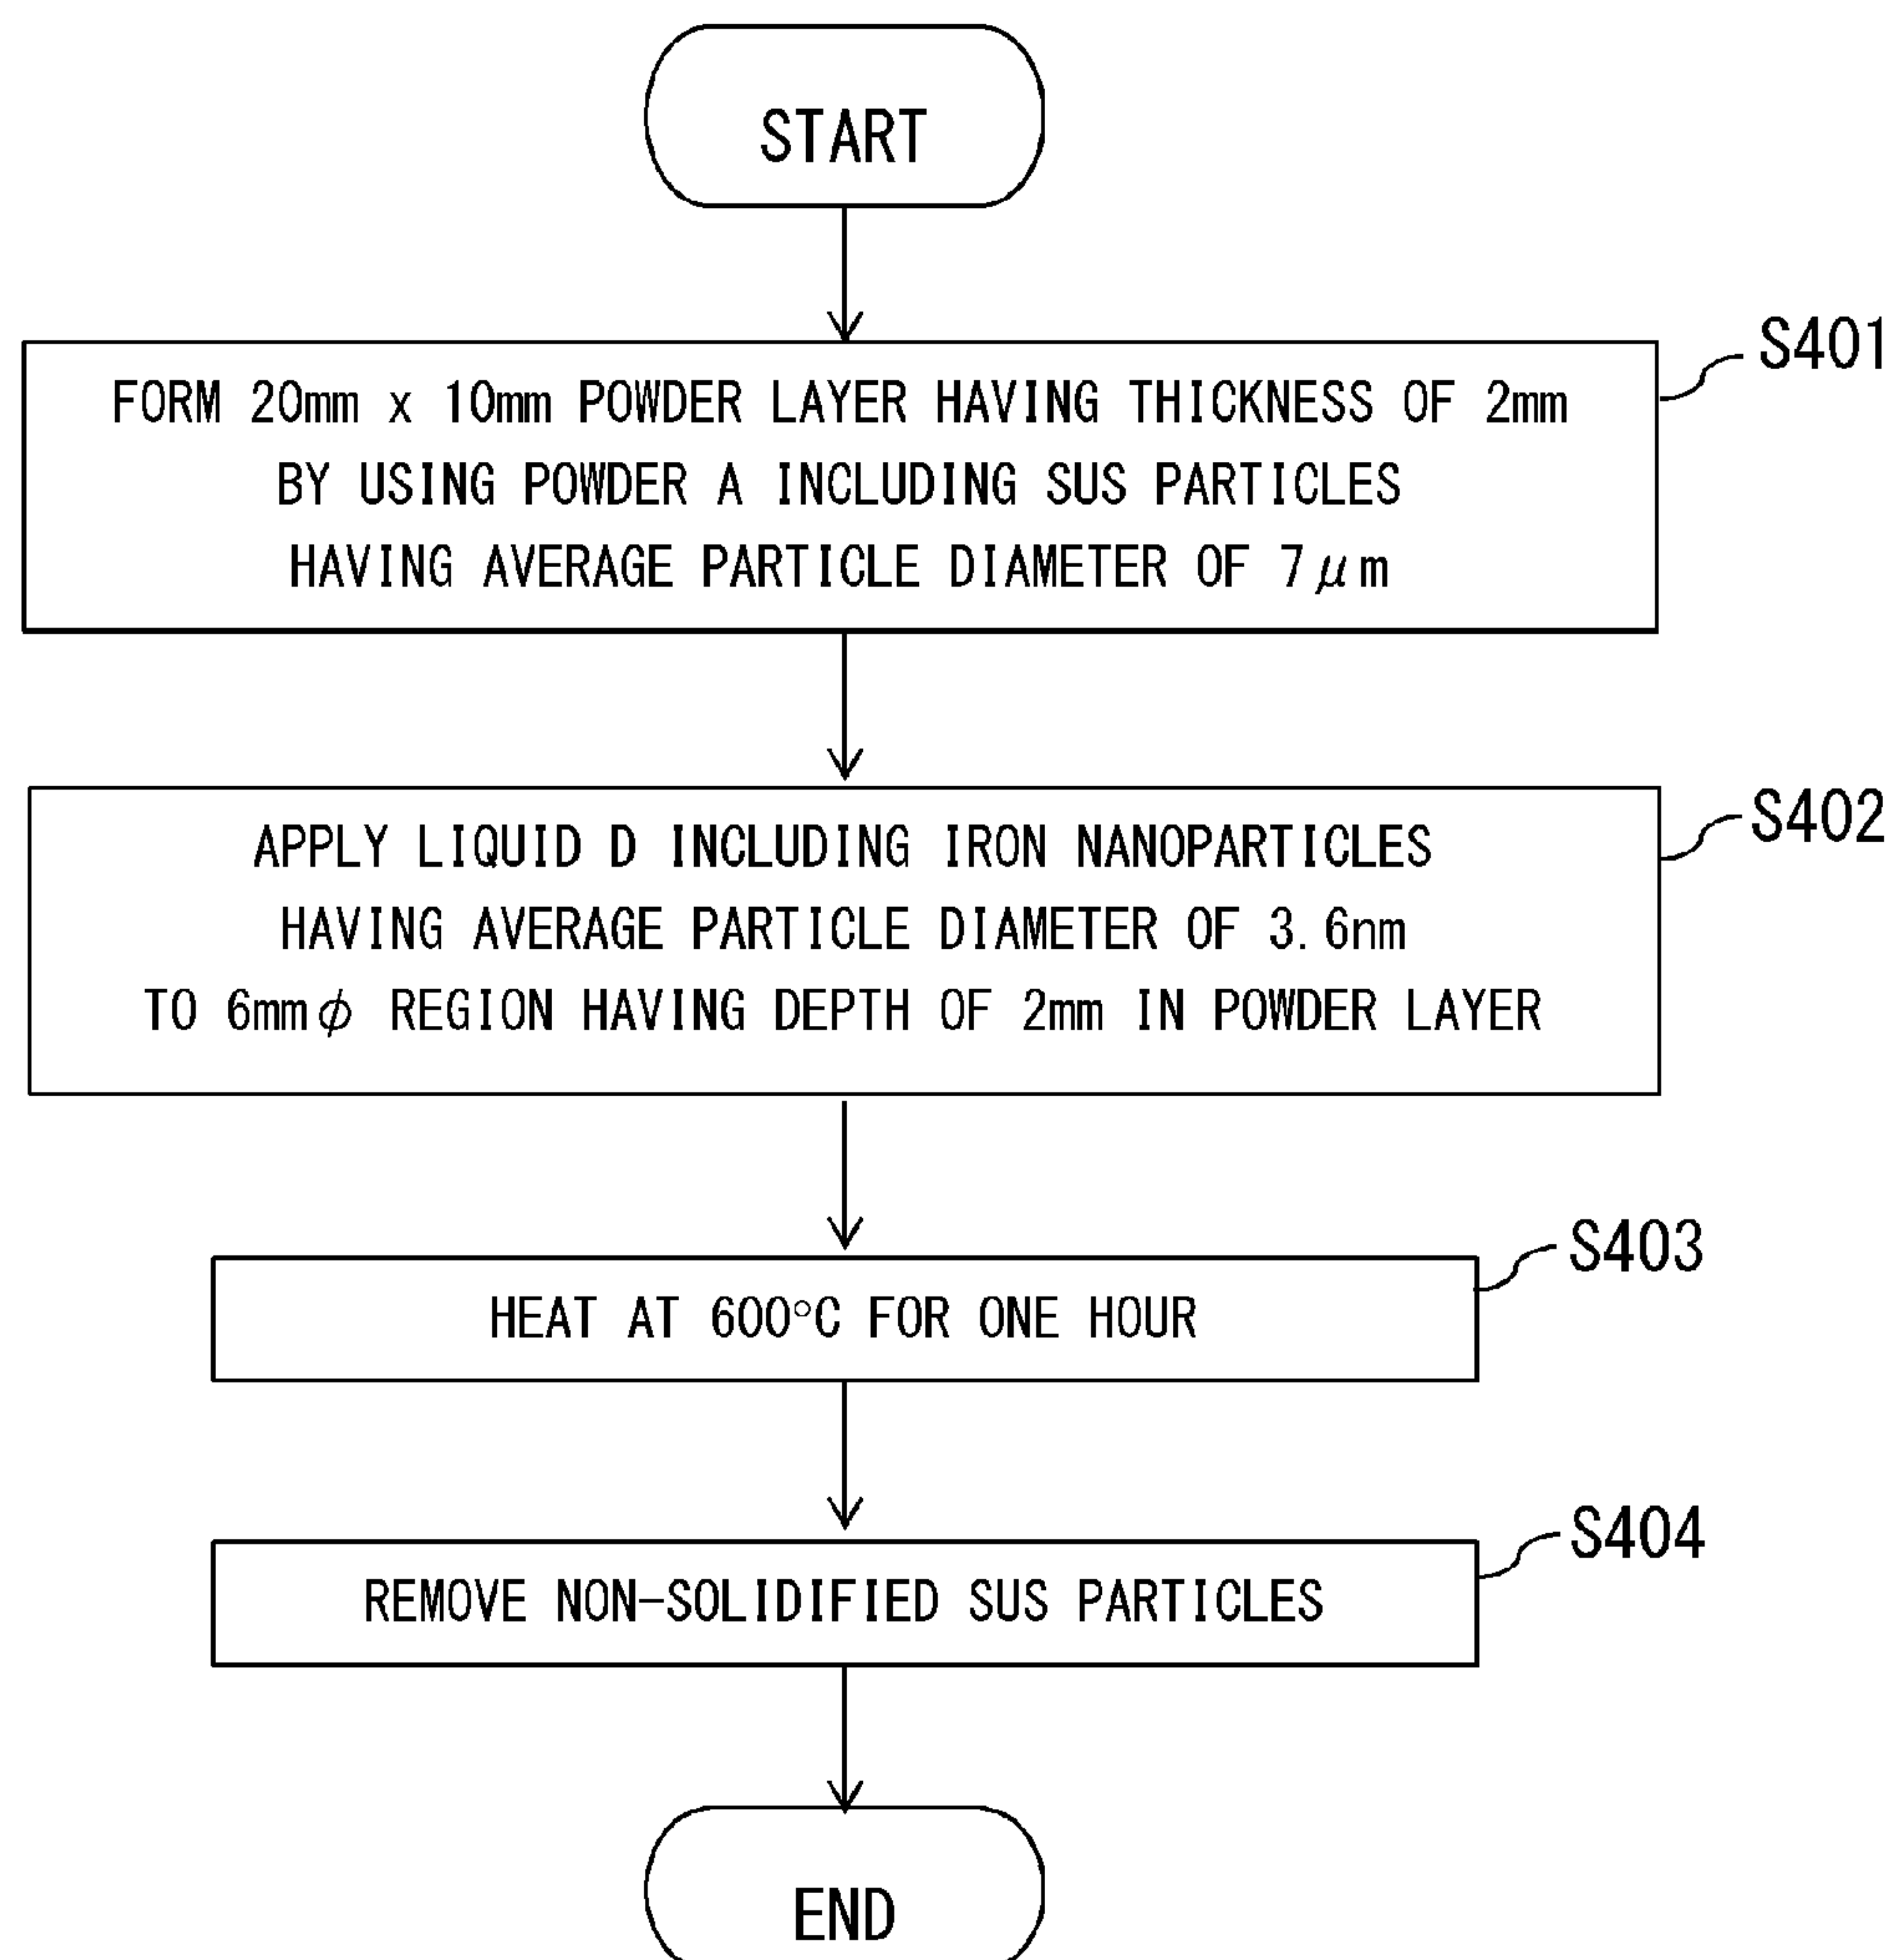 START
S401
FORM 20mm x 10mm POWDER LAYER HAVING THICKNESS OF 2mm
BY USING POWDER A INCLUDING SUS PARTICLES
HAVING AVERAGE PARTICLE DIAMETER OF 7μm
S402
APPLY LIQUID D INCLUDING IRON NANOPARTICLES
HAVING AVERAGE PARTICLE DIAMETER OF 3.6nm
TO 6mmφ REGION HAVING DEPTH OF 2mm IN POWDER LAYER
S403
HEAT AT 600°C FOR ONE HOUR
S404
REMOVE NON-SOLIDIFIED SUS PARTICLES
END